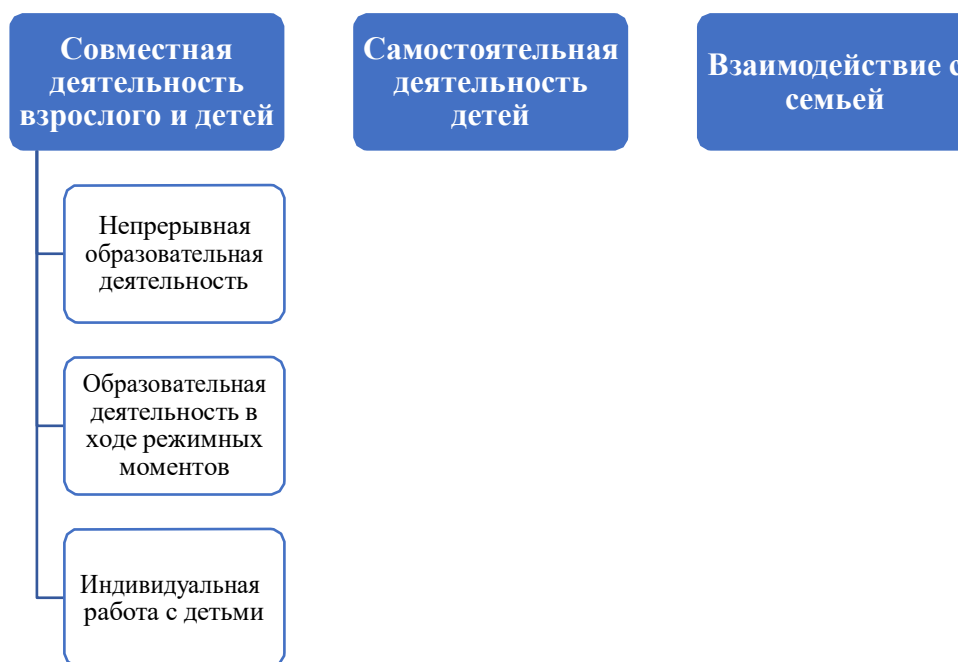 Совместная
деятельность
взрослого и детей
Самостоятельная
деятельность
детей
Взаимодействие с
семьей
Непрерывная
образовательная
деятельность
Образовательная
деятельность в
ходе режимных
моментов
Индивидуальная
работа с детьми